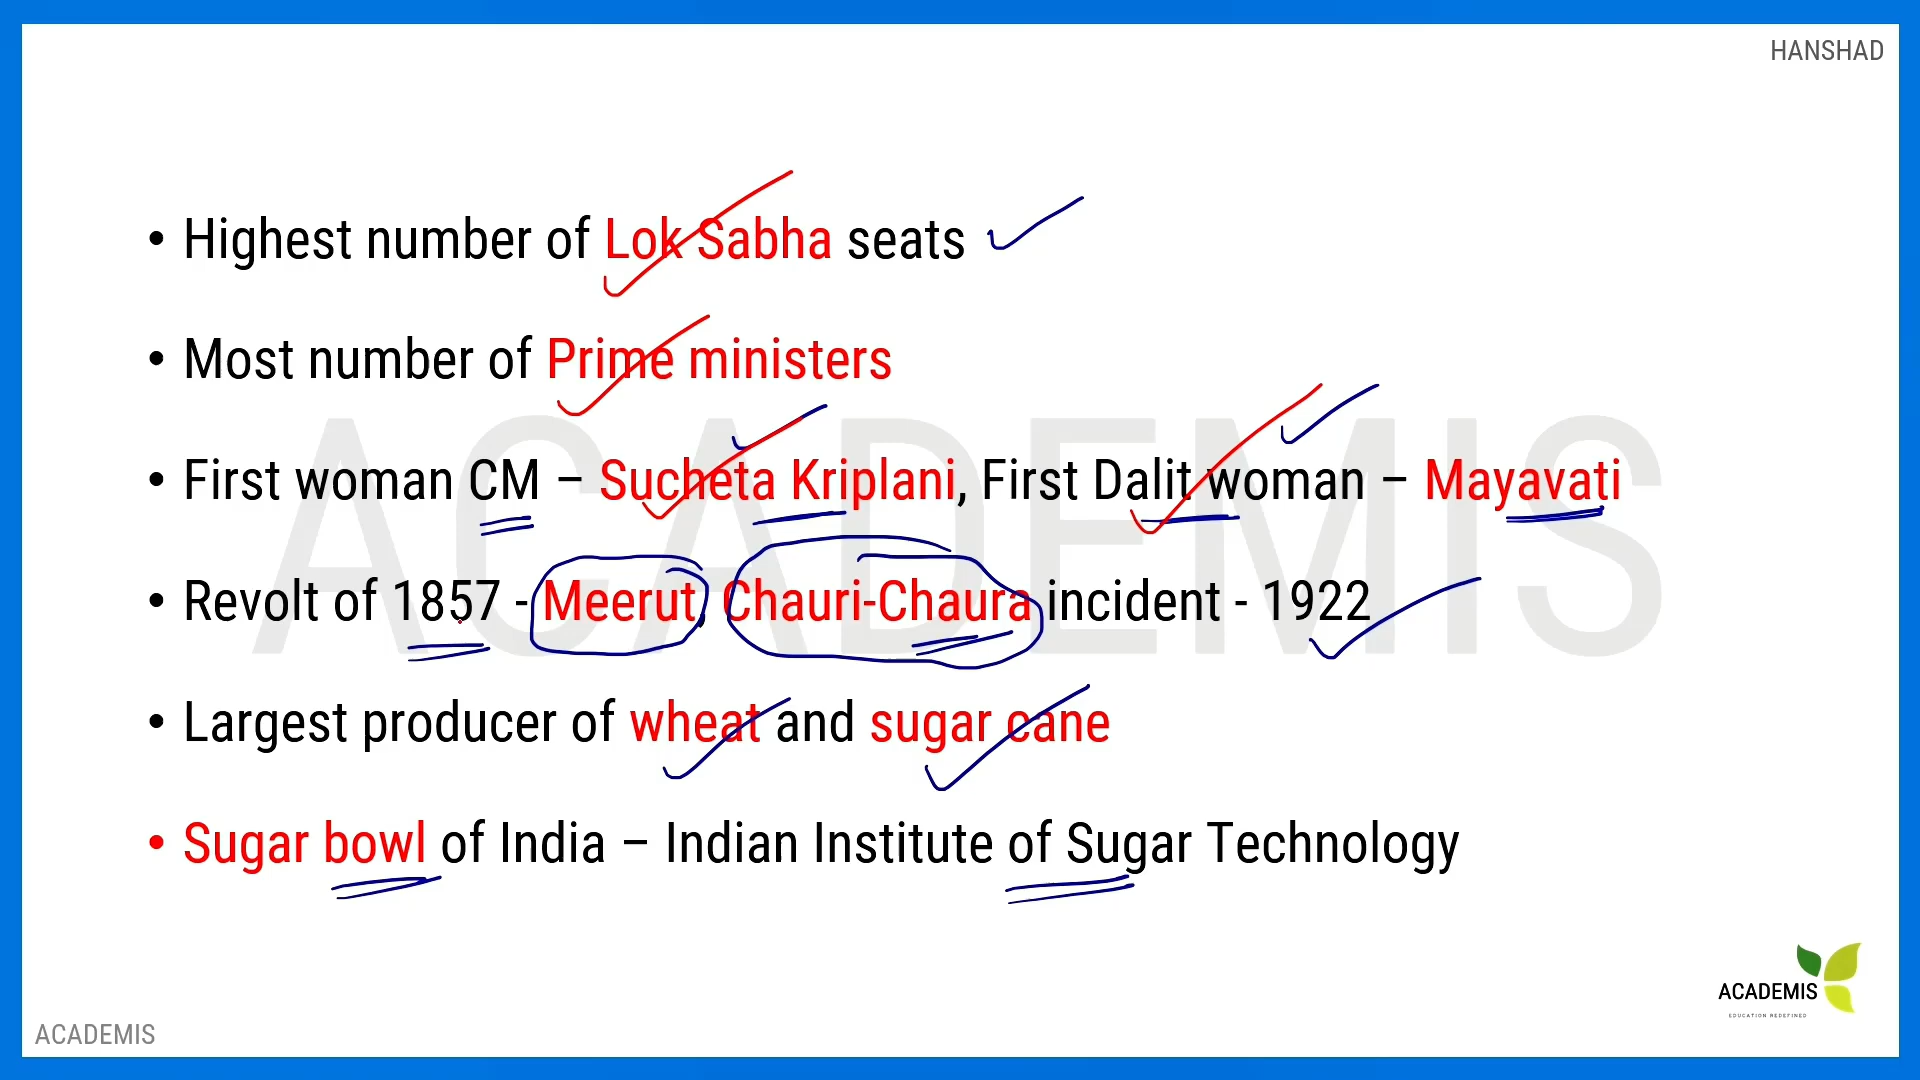 HANSHAD
• Highest number of Lok Sabha seats
• Most number of Prime ministers
• First woman CM – Sucheta Kriplani, First Dalit woman – Mayavati
• Revolt of 1857 - Meerut, Chauri-Chaura incident - 1922
• Largest producer of wheat and sugar cane
• Sugar bowl of India – Indian Institute of Sugar Technology
ACADEMIS
ACADEMIS
EDUCATION REDEFINED
ACADEMIS